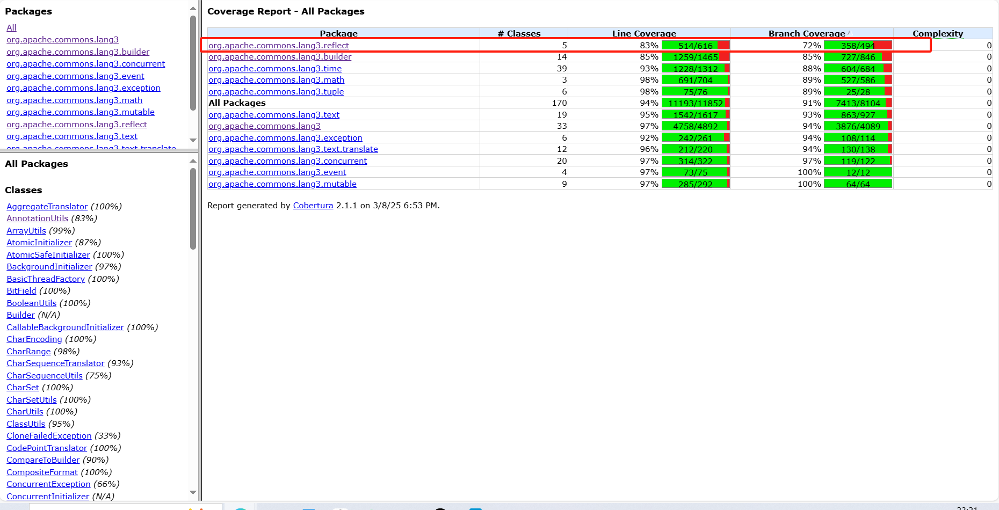 Packages
All
org.apache.commons.lang3
org.apache.commons.lang3.builder
org.apache.commons.lang3.concurrent
org.apache.commons.lang3.event
org.apache.commons.lang3.exception
org.apache.commons.lang3.math
org.apache.commons.lang3.mutable
org.apache.commons.lang3.reflect
org.apache.commons.lang3.text
org.apache.commons.lang3.text.translate
All Packages
Classes
AggregateTranslator (100%)
AnnotationUtils (83%)
ArrayUtils (99%)
AtomicInitializer (87%)
AtomicSafeInitializer (100%)
BackgroundInitializer (97%)
BasicThreadFactory (100%)
BitField (100%)
BooleanUtils (100%)
Builder (N/A)
CallableBackgroundInitializer (100%)
CharEncoding (100%)
CharRange (98%)
CharSequenceTranslator (93%)
CharSequenceUtils (75%)
CharSet (100%)
CharSetUtils (100%)
CharUtils (100%)
ClassUtils (95%)
CloneFailedException (33%)
CodePointTranslator (100%)
CompareToBuilder (90%)
CompositeFormat (100%)
ConcurrentException (66%)
ConcurrentInitializer (N/A)
Coverage Report - All Packages
Package # Classes Line Coverage Branch Coverage Complexity
org.apache.commons.lang3.reflect 5 83% 514/616 72% 358/494 0
org.apache.commons.lang3.builder 14 85% 1259/1465 85% 727/846 0
org.apache.commons.lang3.time 39 93% 1228/1312 88% 604/684 0
org.apache.commons.lang3.math 3 98% 691/704 89% 527/586 0
org.apache.commons.lang3.tuple 6 98% 75/76 89% 25/28 0
All Packages 170 94% 11193/11852 91% 7413/8104 0
org.apache.commons.lang3.text 19 95% 1542/1617 93% 863/927 0
org.apache.commons.lang3 33 97% 4758/4892 94% 3876/4089 0
org.apache.commons.lang3.exception 6 92% 242/261 94% 108/114 0
org.apache.commons.lang3.text.translate 12 96% 212/220 94% 130/138 0
org.apache.commons.lang3.concurrent 20 97% 314/322 97% 119/122 0
org.apache.commons.lang3.event 4 97% 73/75 100% 12/12 0
org.apache.commons.lang3.mutable 9 97% 285/292 100% 64/64 0
Report generated by Cobertura 2.1.1 on 3/8/25 6:53 PM.